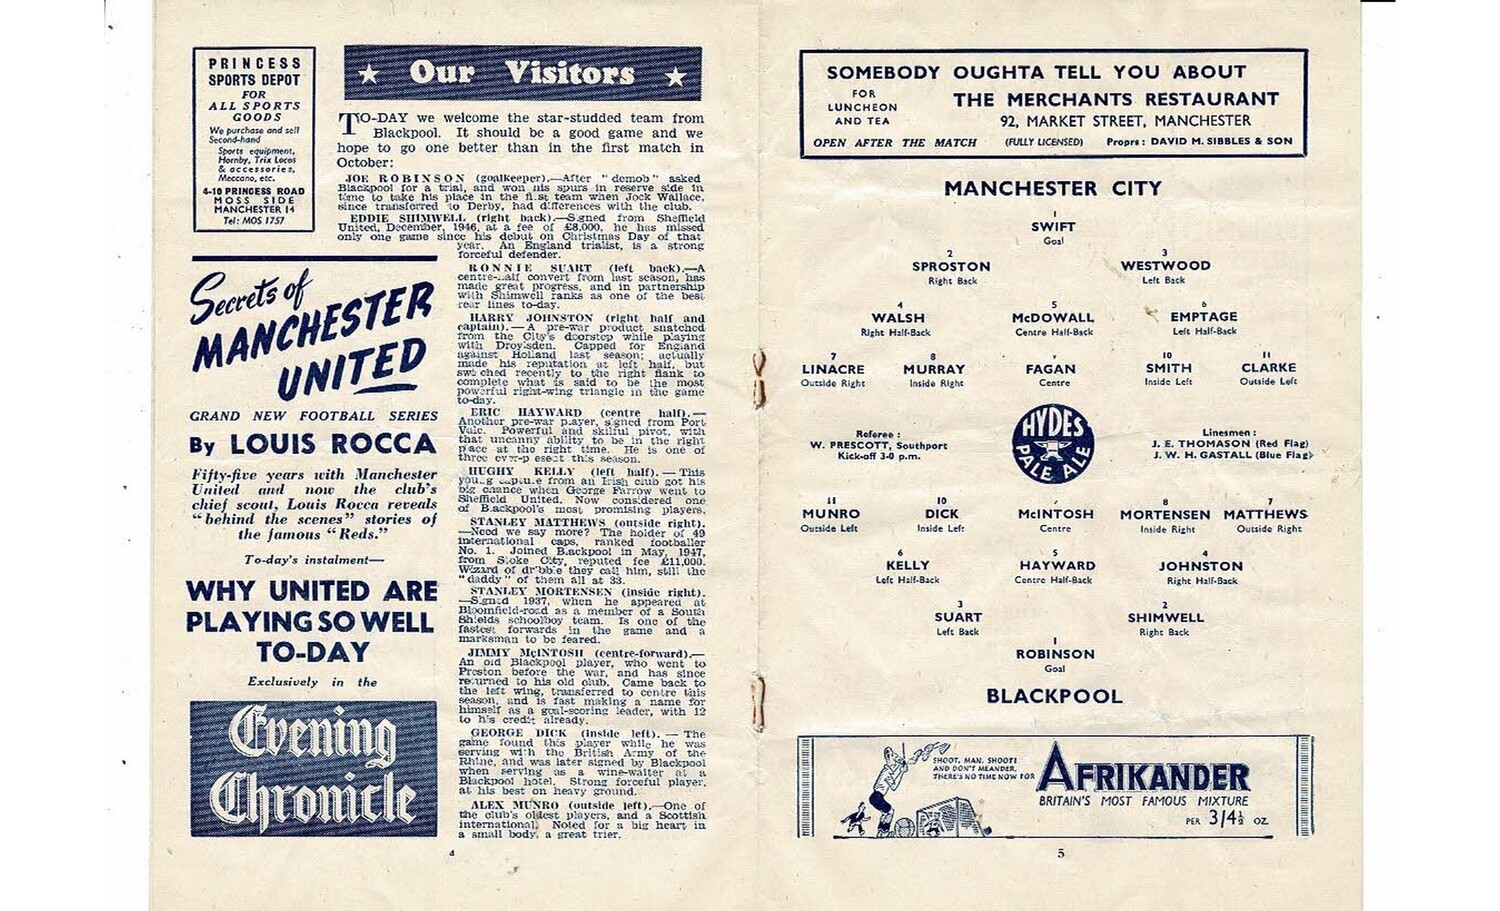 PRINCESS
SPORTS DEPOT
FOR
ALL SPORTS
GOODS
We purchase and sell
Second-hand
Sports equipment,
Hornby, Trix Locos
& accessories,
Meccano, etc.
4-10 PRINCESS ROAD
MOSS SIDE
MANCHESTER 14
Tel: MOS 1757
Secrets of
MANCHESTER
UNITED
GRAND NEW FOOTBALL SERIES
By LOUIS ROCCA
Fifty-five years with Manchester
United and now the club's
chief scout, Louis Rocca reveals
"behind the scenes" stories of
the famous "Reds."
To-day's instalment—
WHY UNITED ARE
PLAYING SO WELL
TO-DAY
Exclusively in the
Evening
Chronicle
Our Visitors
TO-DAY we welcome the star-studded team from
Blackpool. It should be a good game and we
hope to go one better than in the first match in
October:
JOE ROBINSON (goalkeeper).—After "demob" asked
Blackpool for a trial, and won his spurs in reserve side in
time to take his place in the first team when Jock Wallace,
since transferred to Derby, had differences with the club.
EDDIE SHIMWELL (right back).—Signed from Sheffield
United, December, 1946, at a fee of £8,000, he has missed
only one game since his debut on Christmas Day of that
year. An England trialist, is a strong
forceful defender.
RONNIE SUART (left back).—A
centre-half convert from last season, has
made great progress, and in partnership
with Shimwell ranks as one of the best
rear lines to-day.
HARRY JOHNSTON (right half and
captain).—A pre-war product snatched
from the City's doorstep while playing
with Droylsden. Capped for England
against Holland last season; actually
made his reputation at left half, but
switched recently to the right flank to
complete what is said to be the most
powerful right-wing triangle in the game
to-day.
ERIC HAYWARD (centre half).—
Another pre-war player, signed from Port
Vale. Powerful and skilful pivot, with
that uncanny ability to be in the right
place at the right time. He is one of
three this season.
HUGHY KELLY (left half).—This
young capture from an Irish club got his
big chance when George Farrow went to
Sheffield United. Now considered one
of Blackpool's most promising players.
STANLEY MATTHEWS (outside right).
—Need we say more? The holder of 49
international caps, ranked footballer
No. 1. Joined Blackpool in May, 1947,
from Stoke City, reputed fee £11,000.
Wizard of dribble they call him, still the
"daddy" of them all at 33.
STANLEY MORTENSEN (inside right).
—Signed 1937, when he appeared at
Bloomfield-road as a member of a South
Shields schoolboy team. Is one of the
fastest forwards in the game and a
marksman to be feared.
JIMMY McINTOSH (centre-forward).—
An old Blackpool player, who went to
Preston before the war, and has since
returned to his old club. Came back to
the left wing, transferred to centre this
season, and is fast making a name for
himself as a goal-scoring leader, with 12
to his credit already.
GEORGE DICK (inside left).—The
game found this player while he was
serving with the British Army of the
Rhine, and was later signed by Blackpool
when serving as a wine-waiter at a
Blackpool hotel. Strong forceful player,
at his best on heavy ground.
ALEX MUNRO (outside left).—One of
the club's oldest players, and a Scottish
international. Noted for a big heart in
a small body, a great trier.
4
SOMEBODY OUGHTA TELL YOU ABOUT
FOR
LUNCHEON
AND TEA
THE MERCHANTS RESTAURANT
92, MARKET STREET, MANCHESTER
OPEN AFTER THE MATCH (FULLY LICENSED) Proprs: DAVID M. SIBBLES & SON
MANCHESTER CITY
1
SWIFT
Goal
2 3
SPROSTON WESTWOOD
Right Back Left Back
4 5 6
WALSH McDOWALL EMPTAGE
Right Half-Back Centre Half-Back Left Half-Back
7 8 9 10 11
LINACRE MURRAY FAGAN SMITH CLARKE
Outside Right Inside Right Centre Inside Left Outside Left
Referee :
W. PRESCOTT, Southport
Kick-off 3-0 p.m.
HYDES
PALE ALE
Linesmen :
J. E. THOMASON (Red Flag)
J. W. H. GASTALL (Blue Flag)
11 10 8 7
MUNRO DICK McINTOSH MORTENSEN MATTHEWS
Outside Left Inside Left Centre Inside Right Outside Right
6 5 4
KELLY HAYWARD JOHNSTON
Left Half-Back Centre Half-Back Right Half-Back
3 2
SUART SHIMWELL
Left Back Right Back
1
ROBINSON
Goal
BLACKPOOL
SHOOT, MAN, SHOOT!
AND DON'T MEANDER,
THERE'S NO TIME NOW FOR
AFRIKANDER
BRITAIN'S MOST FAMOUS MIXTURE
PER 3/4½ OZ.
5